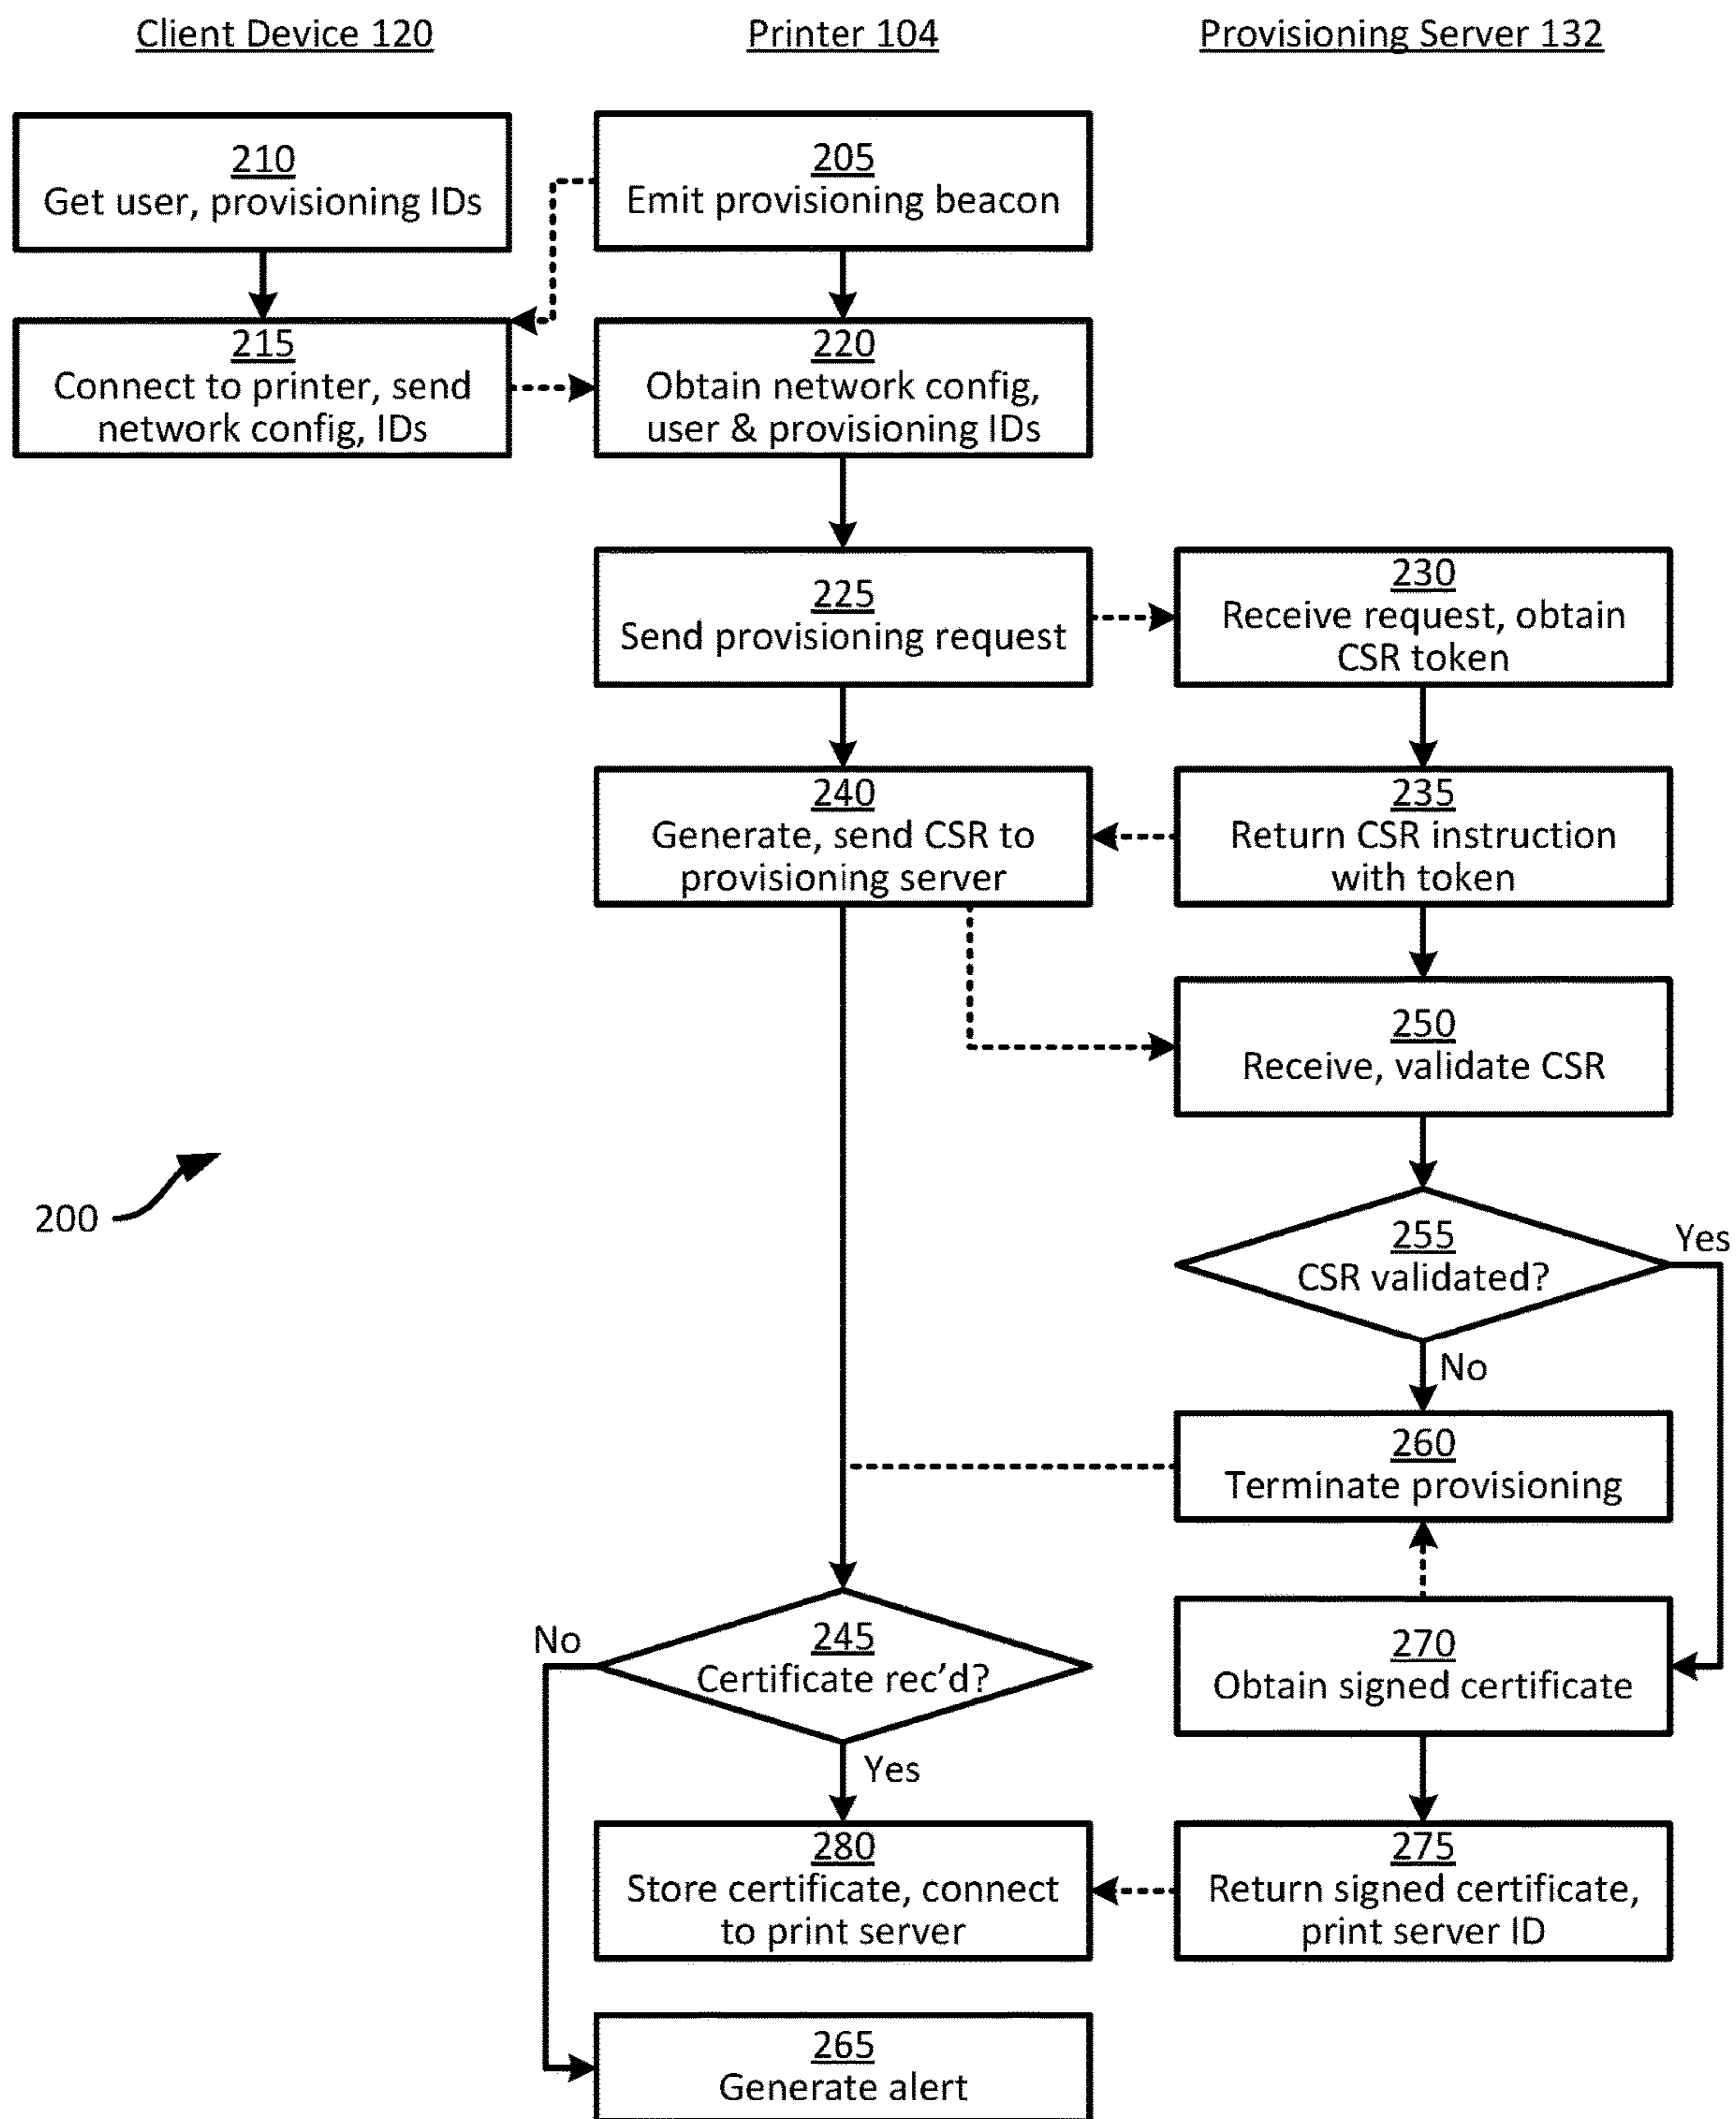 Client Device 120
Printer 104
Provisioning Server 132
210
Get user, provisioning IDs
205
Emit provisioning beacon
215
Connect to printer, send
network config, IDs
220
Obtain network config,
user & provisioning IDs
225
Send provisioning request
230
Receive request, obtain
CSR token
240
Generate, send CSR to
provisioning server
235
Return CSR instruction
with token
250
Receive, validate CSR
200
255
CSR validated?
Yes
No
260
Terminate provisioning
245
Certificate rec'd?
No
Yes
270
Obtain signed certificate
280
Store certificate, connect
to print server
275
Return signed certificate,
print server ID
265
Generate alert